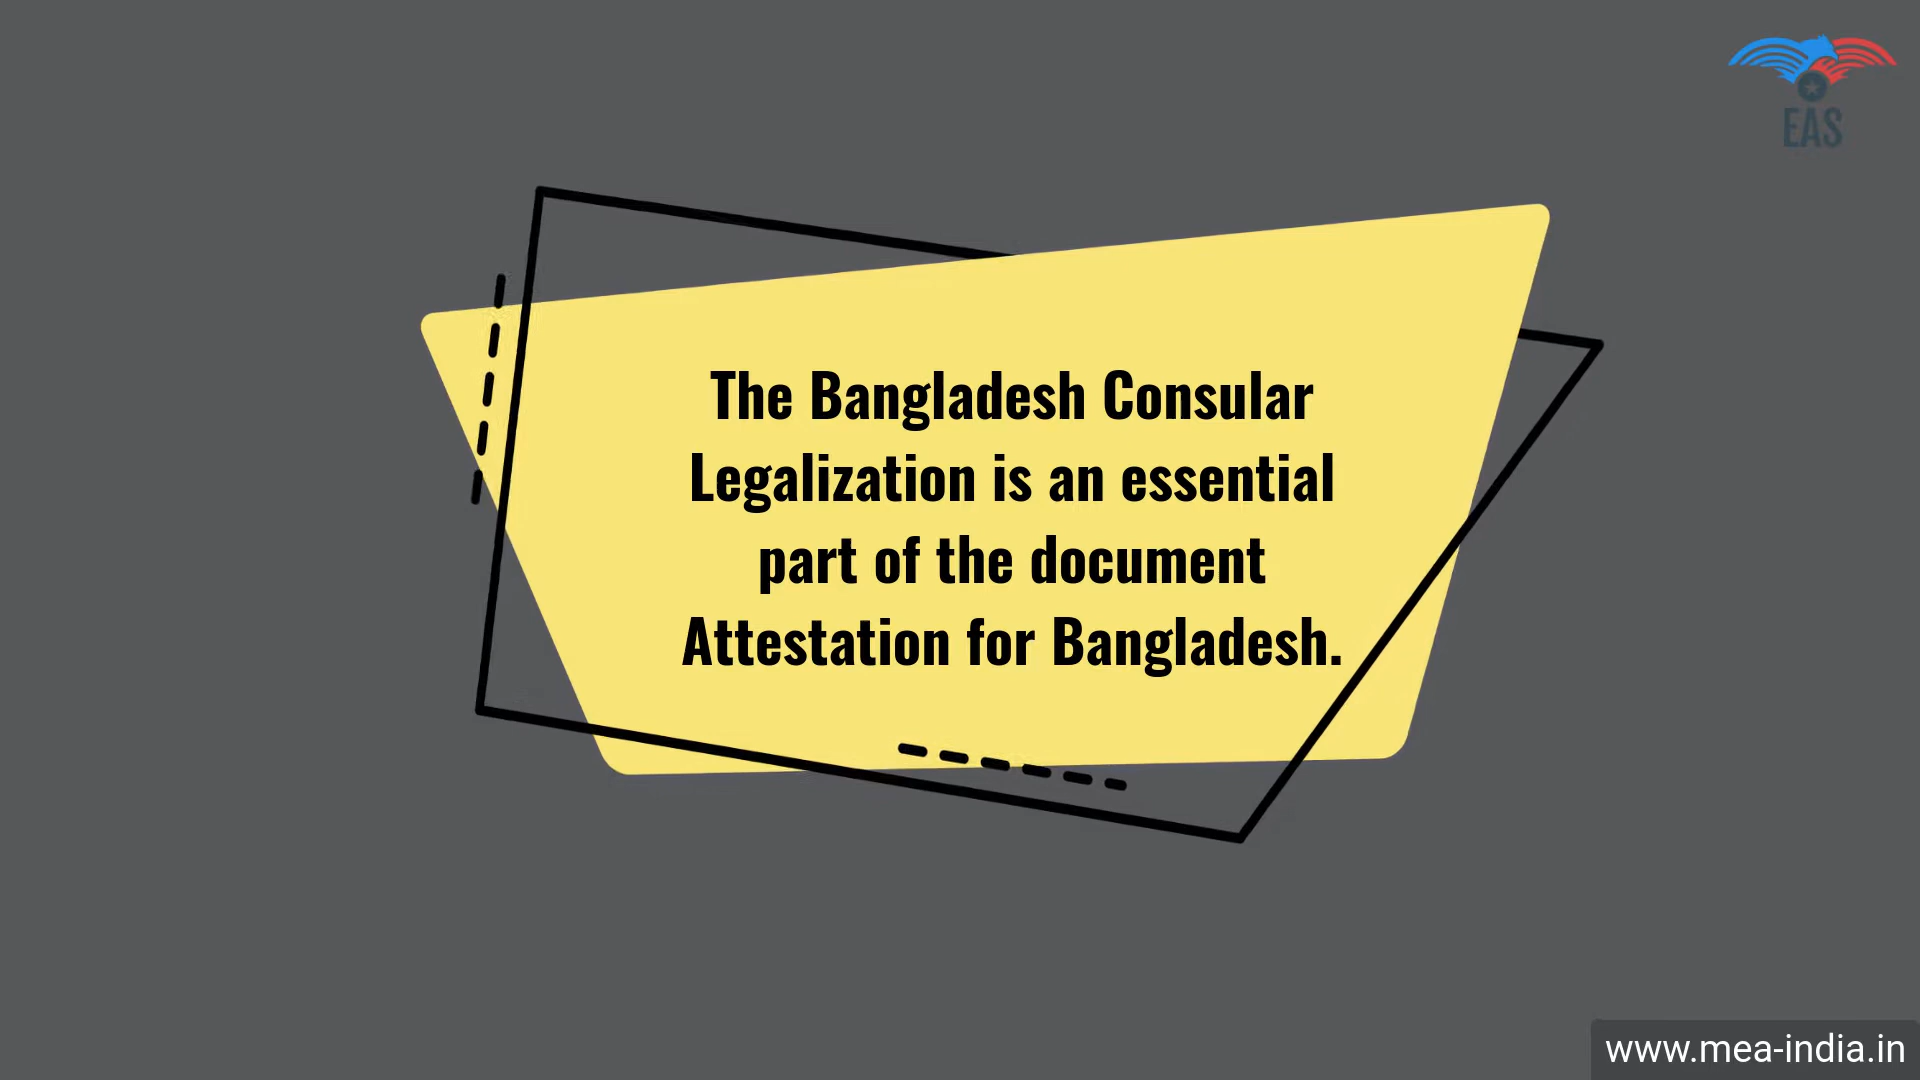 EAS
The Bangladesh Consular
Legalization is an essential
part of the document
Attestation for Bangladesh.
www.mea-india.in